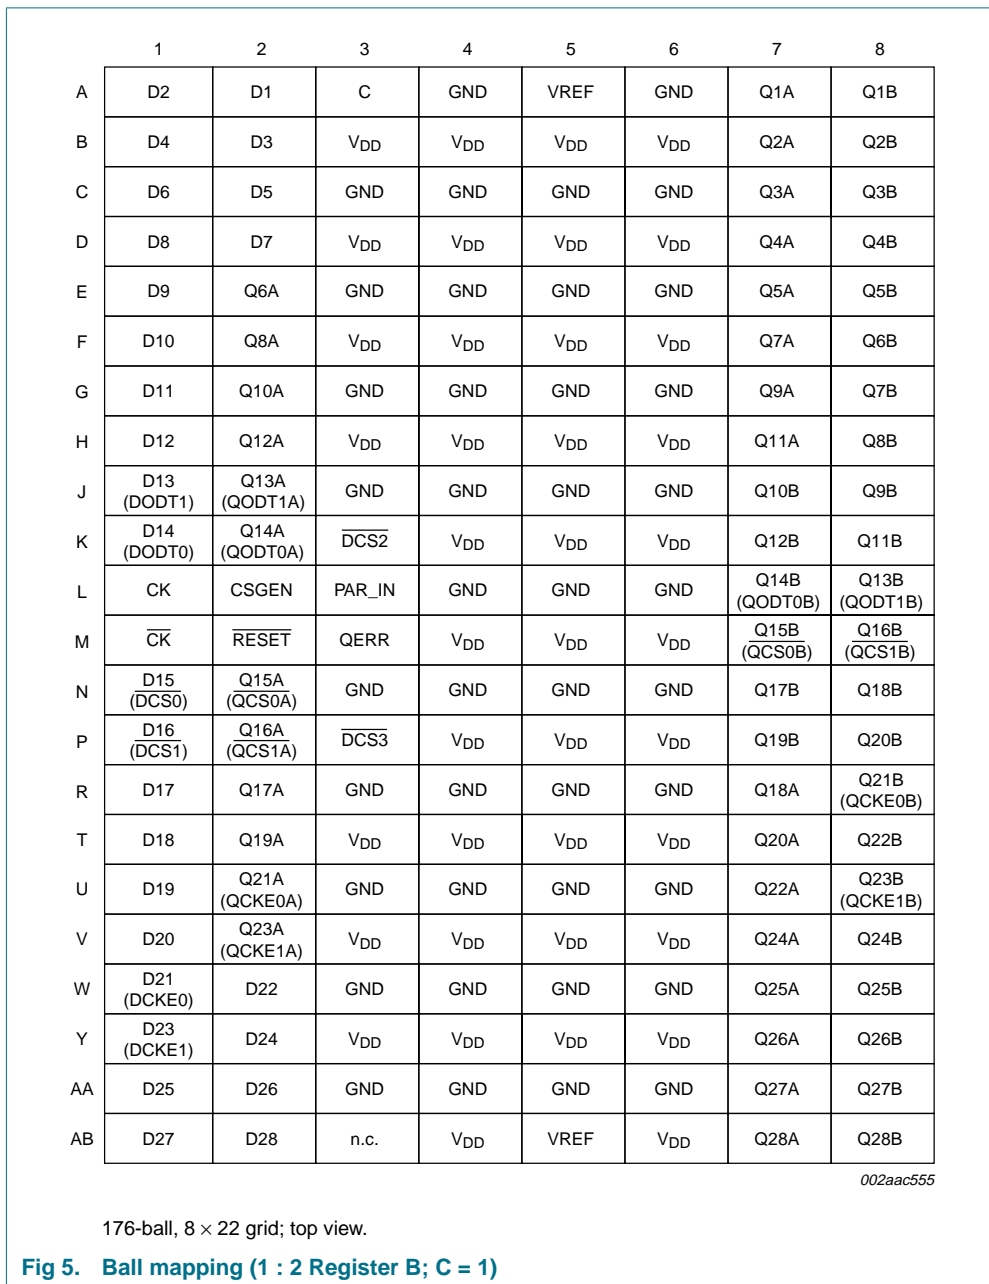 1 2 3 4 5 6 7 8
A D2 D1 C GND VREF GND Q1A Q1B
B D4 D3 VDD VDD VDD VDD Q2A Q2B
C D6 D5 GND GND GND GND Q3A Q3B
D D8 D7 VDD VDD VDD VDD Q4A Q4B
E D9 Q6A GND GND GND GND Q5A Q5B
F D10 Q8A VDD VDD VDD VDD Q7A Q6B
G D11 Q10A GND GND GND GND Q9A Q7B
H D12 Q12A VDD VDD VDD VDD Q11A Q8B
J D13 (DODT1) Q13A (QODT1A) GND GND GND GND Q10B Q9B
K D14 (DODT0) Q14A (QODT0A) D̅C̅S̅2̅ VDD VDD VDD Q12B Q11B
L CK CSGEN PAR_IN GND GND GND Q14B (QODT0B) Q13B (QODT1B)
M C̅K̅ R̅E̅S̅E̅T̅ QERR VDD VDD VDD Q15B (Q̅C̅S̅0̅B̅) Q16B (Q̅C̅S̅1̅B̅)
N D15 (D̅C̅S̅0̅) Q15A (Q̅C̅S̅0̅A̅) GND GND GND GND Q17B Q18B
P D16 (D̅C̅S̅1̅) Q16A (Q̅C̅S̅1̅A̅) D̅C̅S̅3̅ VDD VDD VDD Q19B Q20B
R D17 Q17A GND GND GND GND Q18A Q21B (QCKE0B)
T D18 Q19A VDD VDD VDD VDD Q20A Q22B
U D19 Q21A (QCKE0A) GND GND GND GND Q22A Q23B (QCKE1B)
V D20 Q23A (QCKE1A) VDD VDD VDD VDD Q24A Q24B
W D21 (DCKE0) D22 GND GND GND GND Q25A Q25B
Y D23 (DCKE1) D24 VDD VDD VDD VDD Q26A Q26B
AA D25 D26 GND GND GND GND Q27A Q27B
AB D27 D28 n.c. VDD VREF VDD Q28A Q28B
002aac555
176-ball, 8 × 22 grid; top view.
Fig 5. Ball mapping (1 : 2 Register B; C = 1)